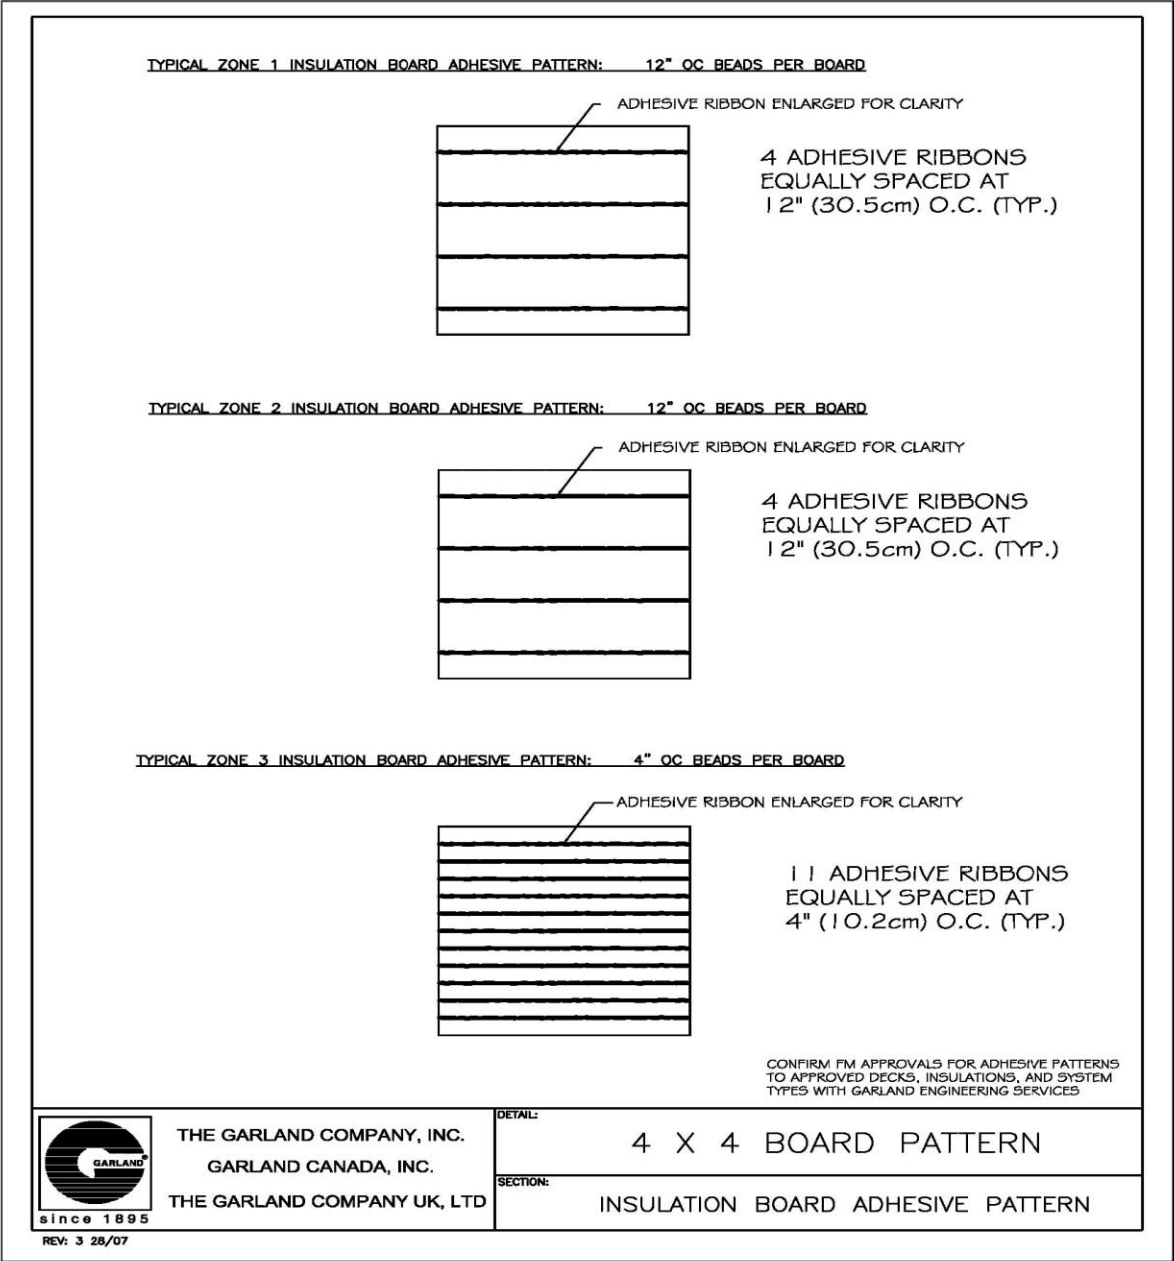 TYPICAL ZONE 1 INSULATION BOARD ADHESIVE PATTERN: 12" OC BEADS PER BOARD
ADHESIVE RIBBON ENLARGED FOR CLARITY
4 ADHESIVE RIBBONS
EQUALLY SPACED AT
12" (30.5cm) O.C. (TYP.)
TYPICAL ZONE 2 INSULATION BOARD ADHESIVE PATTERN: 12" OC BEADS PER BOARD
ADHESIVE RIBBON ENLARGED FOR CLARITY
4 ADHESIVE RIBBONS
EQUALLY SPACED AT
12" (30.5cm) O.C. (TYP.)
TYPICAL ZONE 3 INSULATION BOARD ADHESIVE PATTERN: 4" OC BEADS PER BOARD
ADHESIVE RIBBON ENLARGED FOR CLARITY
11 ADHESIVE RIBBONS
EQUALLY SPACED AT
4" (10.2cm) O.C. (TYP.)
CONFIRM FM APPROVALS FOR ADHESIVE PATTERNS
TO APPROVED DECKS, INSULATIONS, AND SYSTEM
TYPES WITH GARLAND ENGINEERING SERVICES
GARLAND®
since 1895
THE GARLAND COMPANY, INC.
GARLAND CANADA, INC.
THE GARLAND COMPANY UK, LTD
DETAIL:
4 X 4 BOARD PATTERN
SECTION:
INSULATION BOARD ADHESIVE PATTERN
REV: 3 28/07